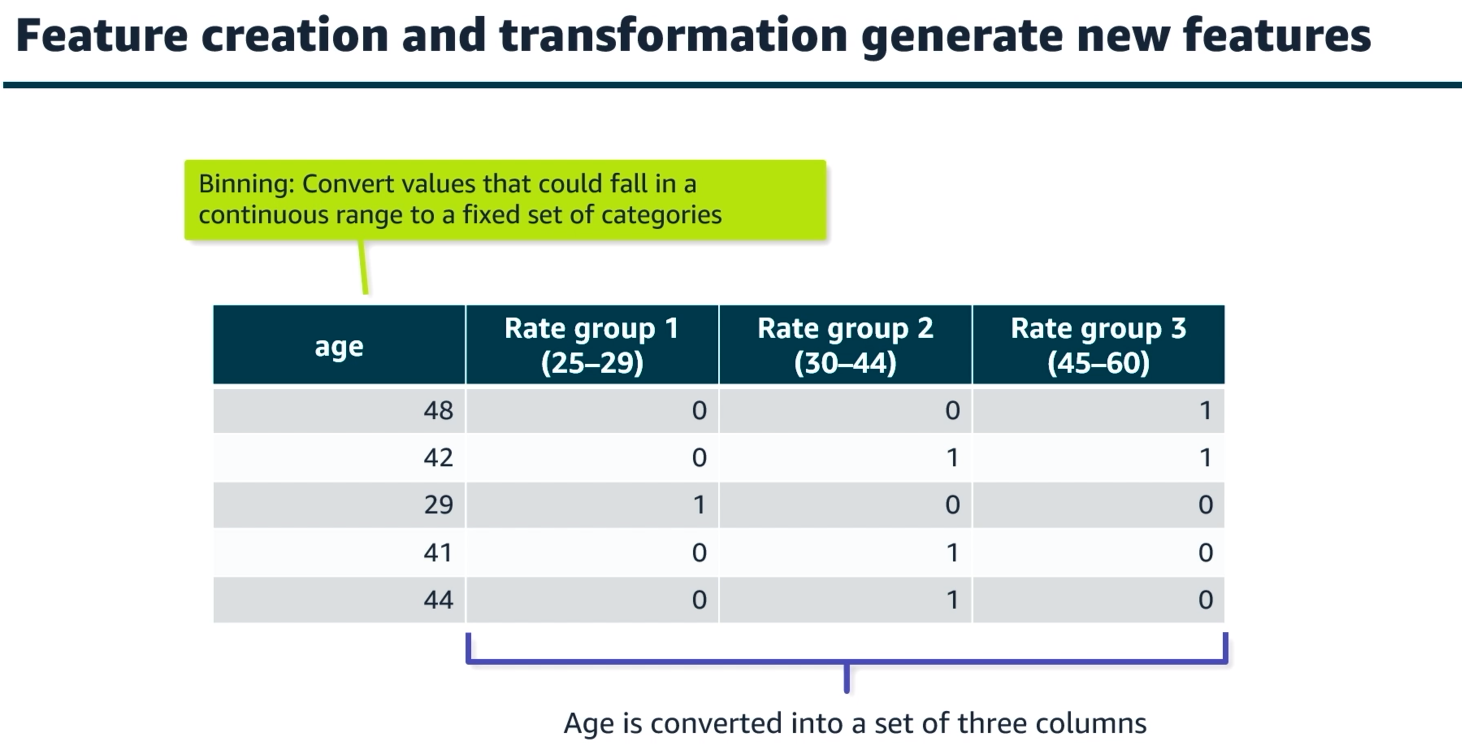 Feature creation and transformation generate new features
Binning: Convert values that could fall in a
continuous range to a fixed set of categories
age Rate group 1 (25–29) Rate group 2 (30–44) Rate group 3 (45–60)
48 0 0 1
42 0 1 1
29 1 0 0
41 0 1 0
44 0 1 0
Age is converted into a set of three columns